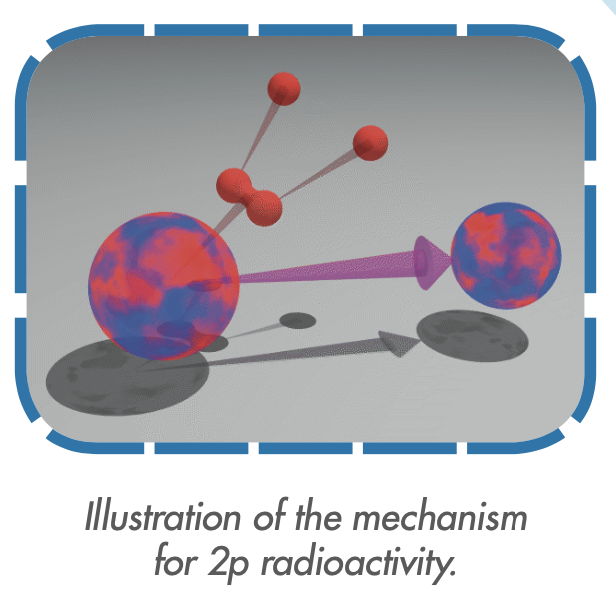 Illustration of the mechanism
for 2p radioactivity.